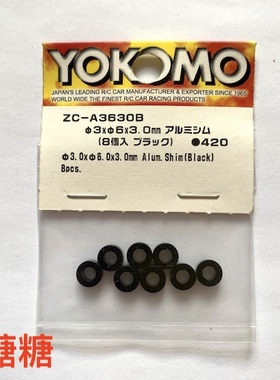 YOKOMO
JAPAN'S LEADING R/C CAR MANUFACTURER & EXPORTER SINCE 1965
WORLD WIDE THE FINEST R/C CAR RACING PRODUCTS
ZC-A3630B
φ3xφ6x3.0mm アルミシム
(8個入 ブラック) ●420
Φ3.0xΦ6.0x3.0mm Alum.Shim(Black)
8pcs.
糖糖